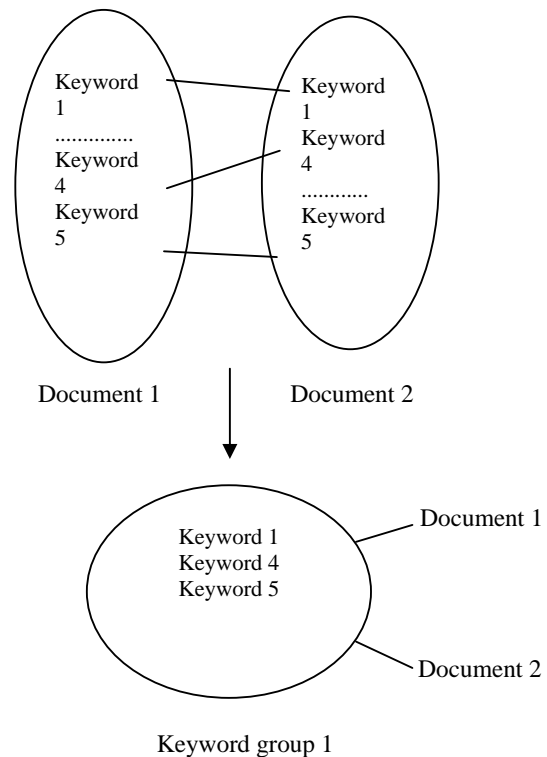 Keyword
1
..............
Keyword
4
Keyword
5
Keyword
1
Keyword
4
............
Keyword
5
Document 1
Document 2
Keyword 1
Keyword 4
Keyword 5
Document 1
Document 2
Keyword group 1